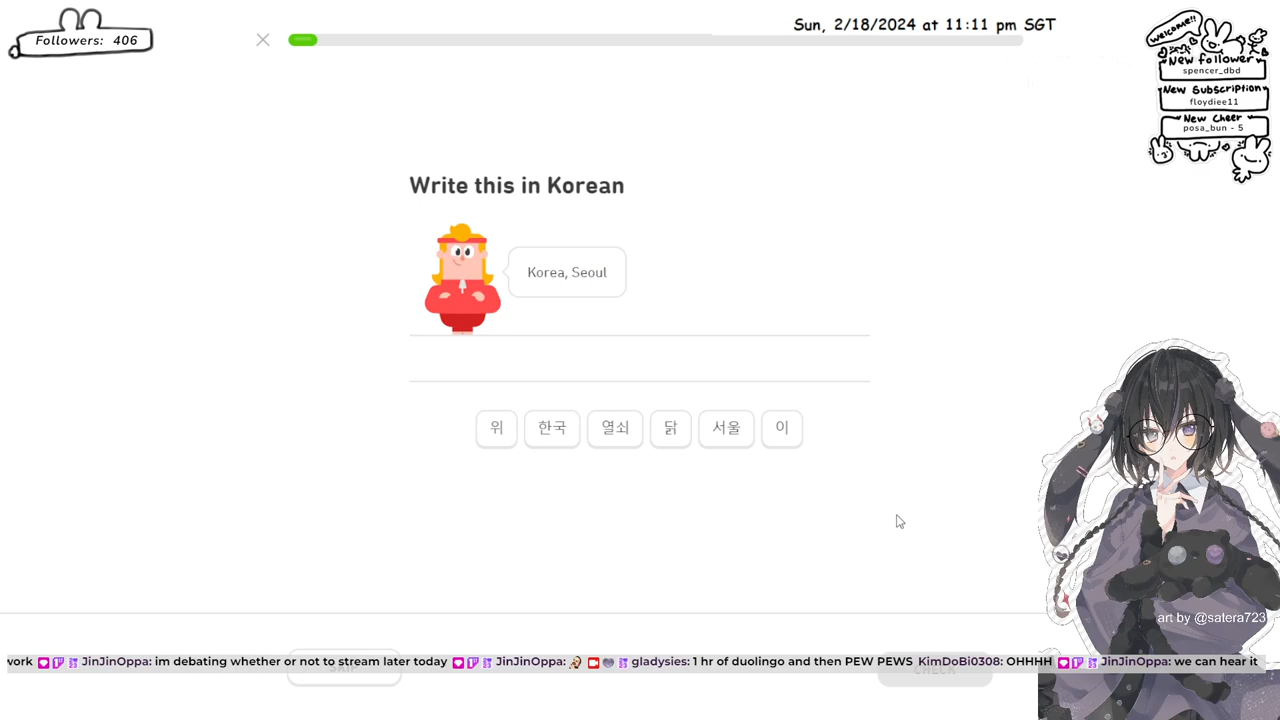 Followers: 406
Sun, 2/18/2024 at 11:11 pm SGT
welcome!!
New follower
spencer_dbd
New Subscription
floydiee11
New Cheer
posa_bun - 5
Write this in Korean
Korea, Seoul
위 한국 열쇠 닭 서울 이
art by @satera723
work JinJinOppa: im debating whether or not to stream later today JinJinOppa: gladysies: 1 hr of duolingo and then PEW PEWS KimDoBi0308: OHHHH JinJinOppa: we can hear it
CHECK